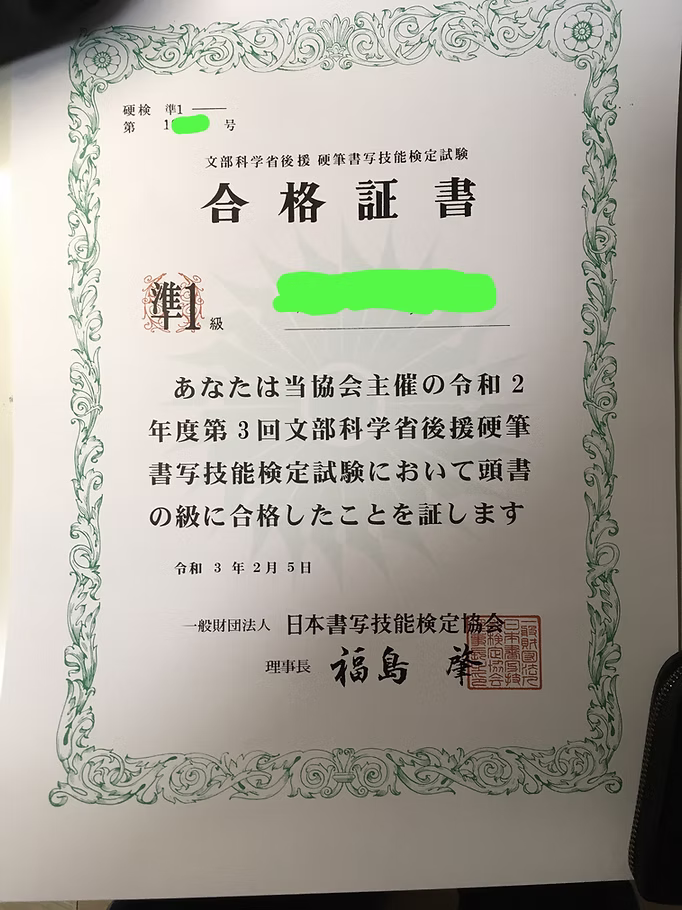 硬検 準1 ——
第 1 号
文部科学省後援 硬筆書写技能検定試験
合格証書
準1級
あなたは当協会主催の令和2
年度第3回文部科学省後援硬筆
書写技能検定試験において頭書
の級に合格したことを証します
令和 3 年 2 月 5 日
一般財団法人 日本書写技能検定協会
理事長 福島 肇